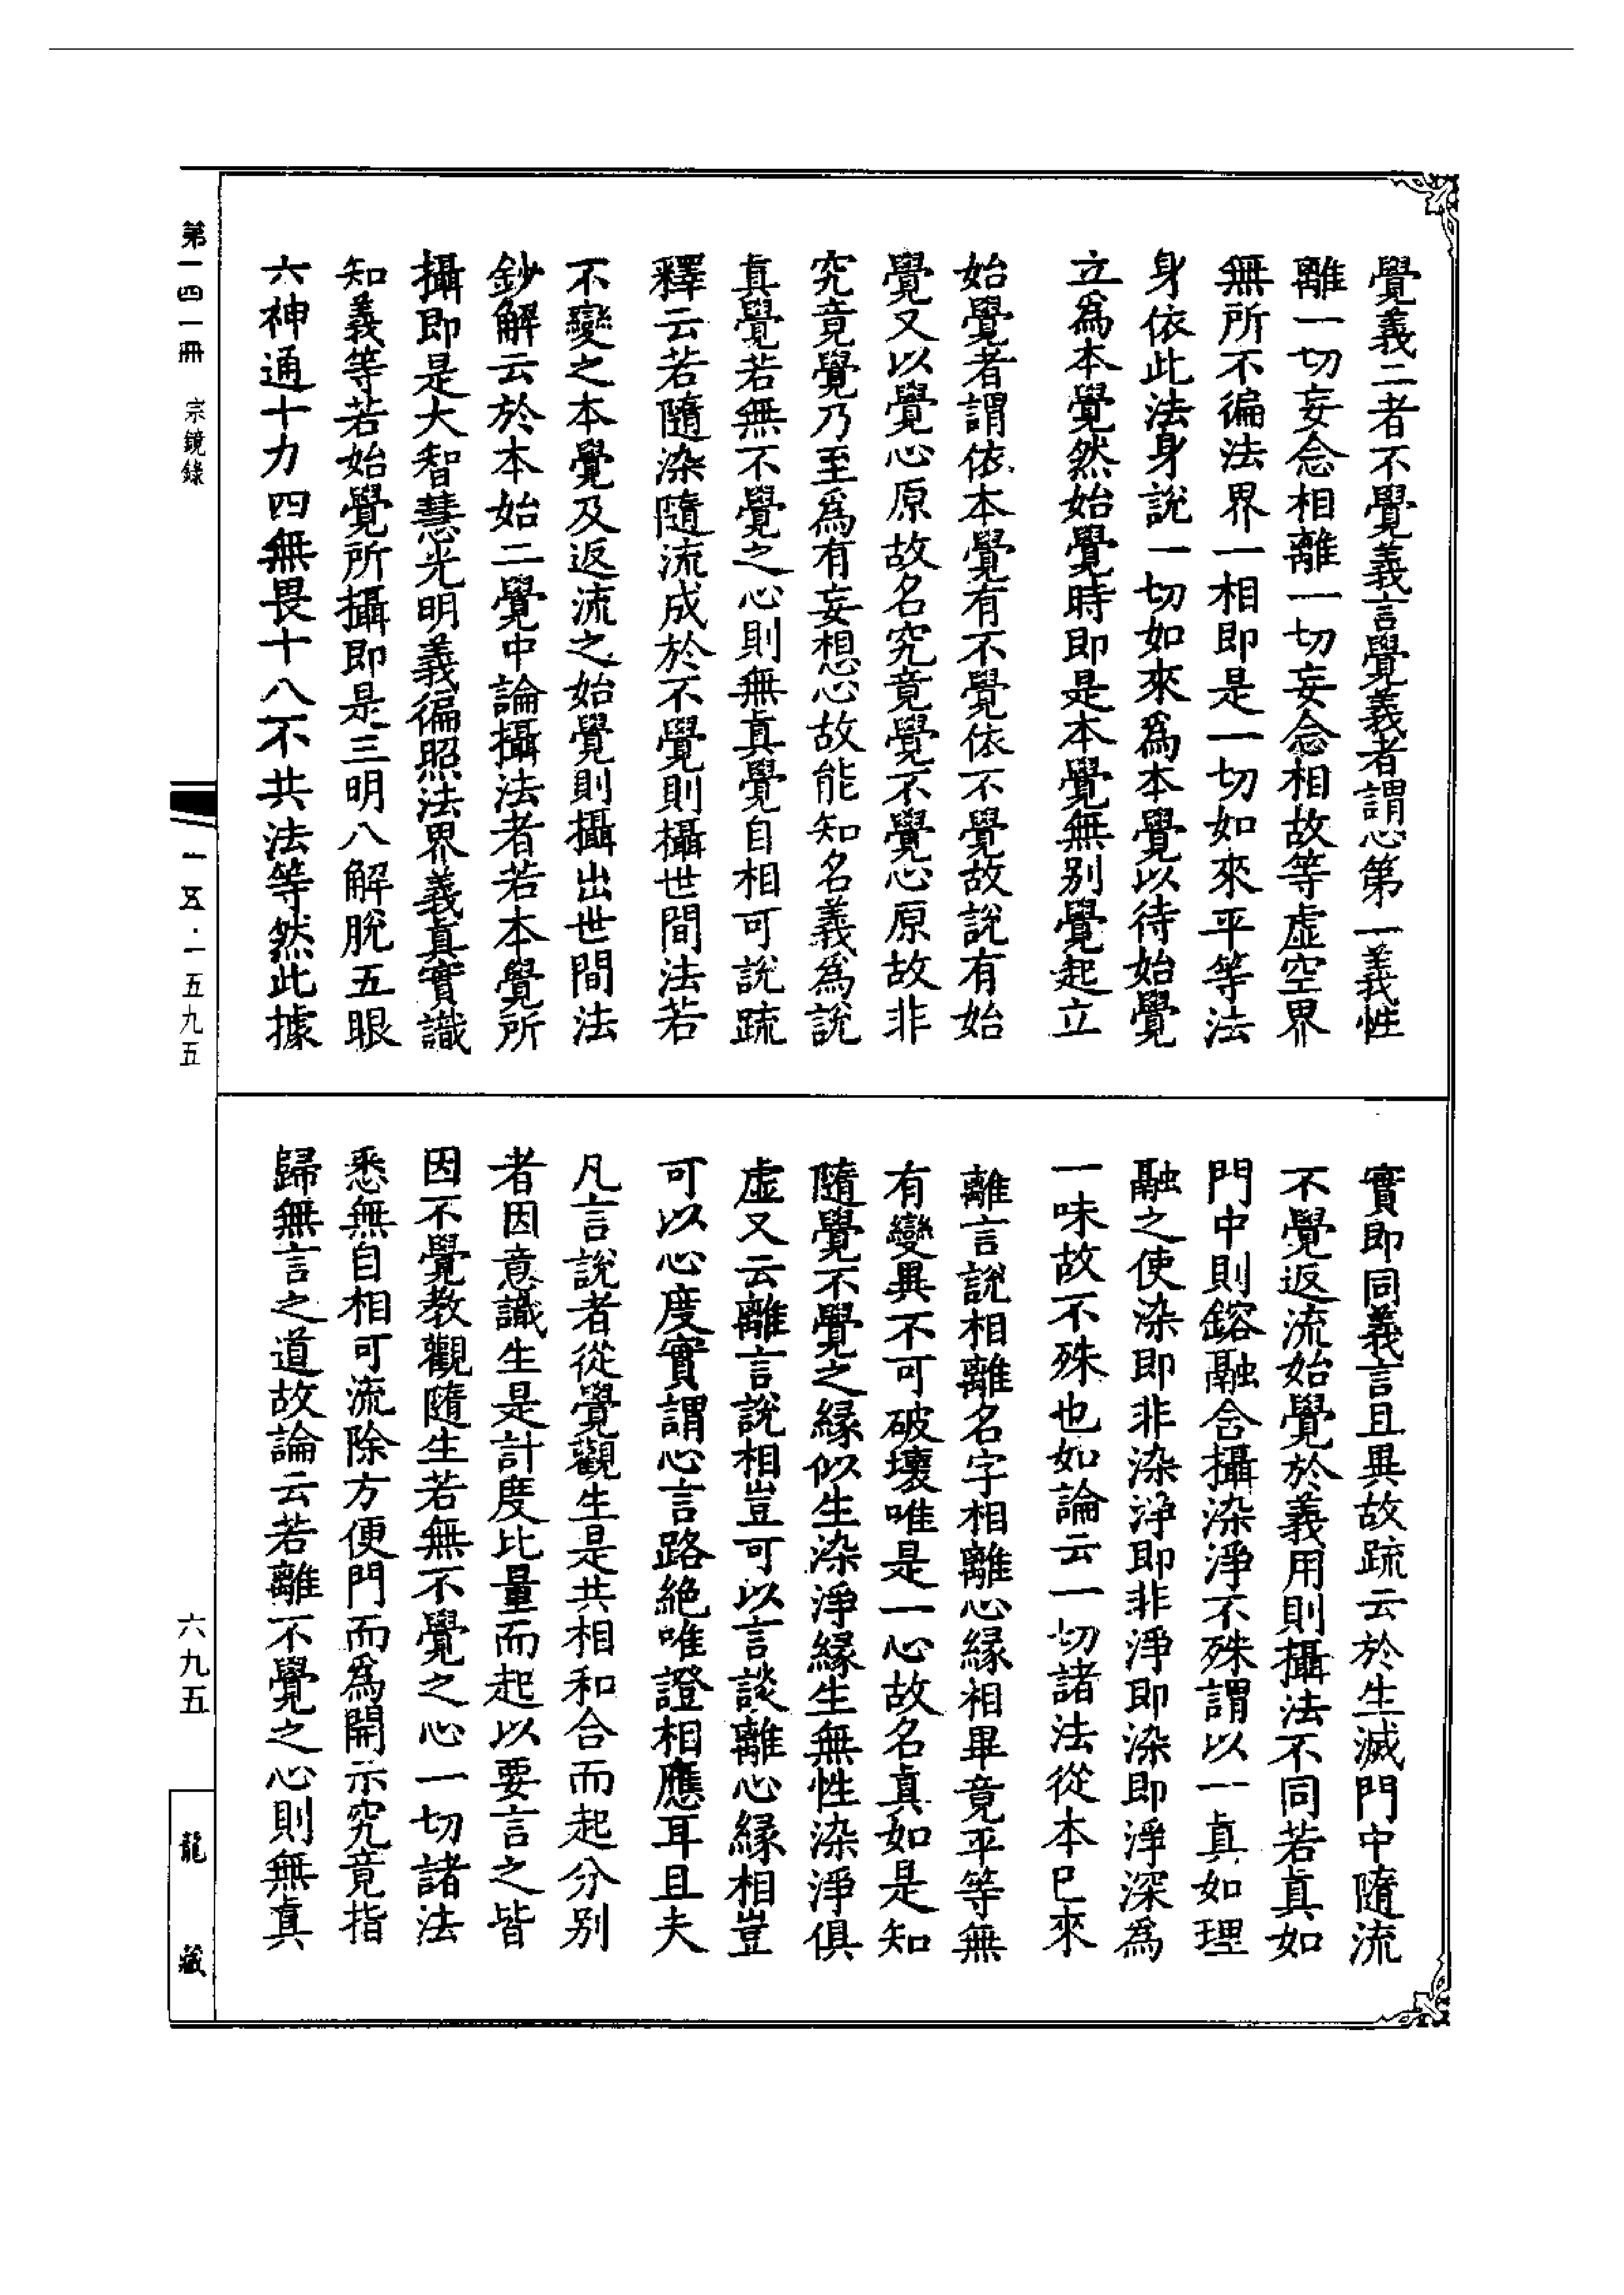 覺義二者不覺義言覺義者謂心第一義性
離一切妄念相離一切妄念相故等虛空界
無所不徧法界一相即是一切如來平等法
身依此法身說一切如來爲本覺以待始覺
立爲本覺然始覺時即是本覺無別覺起立
始覺者謂依本覺有不覺依不覺故說有始
覺又以覺心原故名究竟覺不覺心原故非
究竟覺乃至爲有妄想心故能知名義爲說
真覺若無不覺之心則無真覺自相可說疏
釋云若隨染隨流成於不覺則攝世間法若
不變之本覺及返流之始覺則攝出世間法
鈔解云於本始二覺中論攝法者若本覺所
攝即是大智慧光明義徧照法界義真實識
知義等若始覺所攝即是三明八解脫五眼
六神通十力四無畏十八不共法等然此據
實即同義言且異故疏云於生滅門中隨流
不覺返流始覺於義用則攝法不同若真如
門中則鎔融含攝染淨不殊謂以一真如理
融之使染即非染淨即非淨即染即淨深爲
一味故不殊也如論云一切諸法從本已來
離言說相離名字相離心緣相畢竟平等無
有變異不可破壞唯是一心故名真如是知
隨覺不覺之緣似生染淨緣生無性染淨俱
虛又云離言說相豈可以言談離心緣相豈
可以心度實謂心言路絕唯證相應耳且夫
凡言說者從覺觀生是共相和合而起分別
者因意識生是計度比量而起以要言之皆
因不覺教觀隨生若無不覺之心一切諸法
悉無自相可流除方便門而爲開示究竟指
歸無言之道故論云若離不覺之心則無真
第一四一冊 宗鏡錄
一五·一五九五
六九五
龍藏